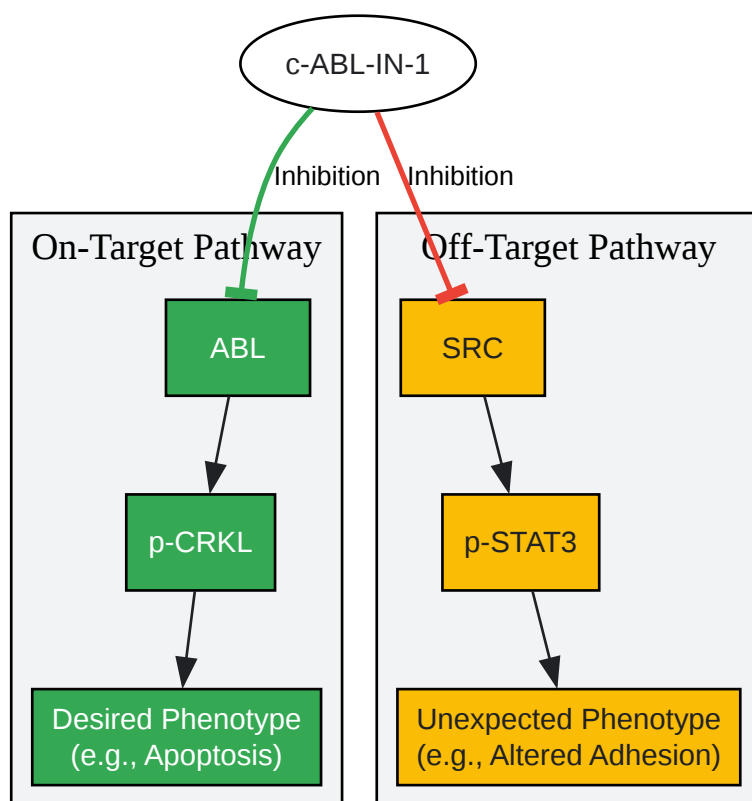 c-ABL-IN-1
Inhibition
Inhibition
On-Target Pathway
Off-Target Pathway
ABL
SRC
p-CRKL
p-STAT3
Desired Phenotype
(e.g., Apoptosis)
Unexpected Phenotype
(e.g., Altered Adhesion)